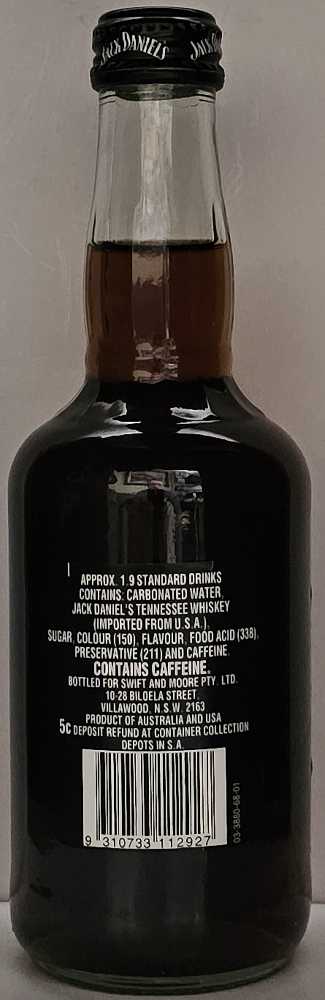 JACK DANIEL'S JACK
APPROX. 1.9 STANDARD DRINKS
CONTAINS: CARBONATED WATER,
JACK DANIEL'S TENNESSEE WHISKEY
(IMPORTED FROM U.S.A.),
SUGAR, COLOUR (150), FLAVOUR, FOOD ACID (338),
PRESERVATIVE (211) AND CAFFEINE.
CONTAINS CAFFEINE.
BOTTLED FOR SWIFT AND MOORE PTY. LTD.
10-28 BILOELA STREET,
VILLAWOOD, N.S.W. 2163
PRODUCT OF AUSTRALIA AND USA
5c DEPOSIT REFUND AT CONTAINER COLLECTION
DEPOTS IN S.A.
9 310733 112927
03-3880-68-01